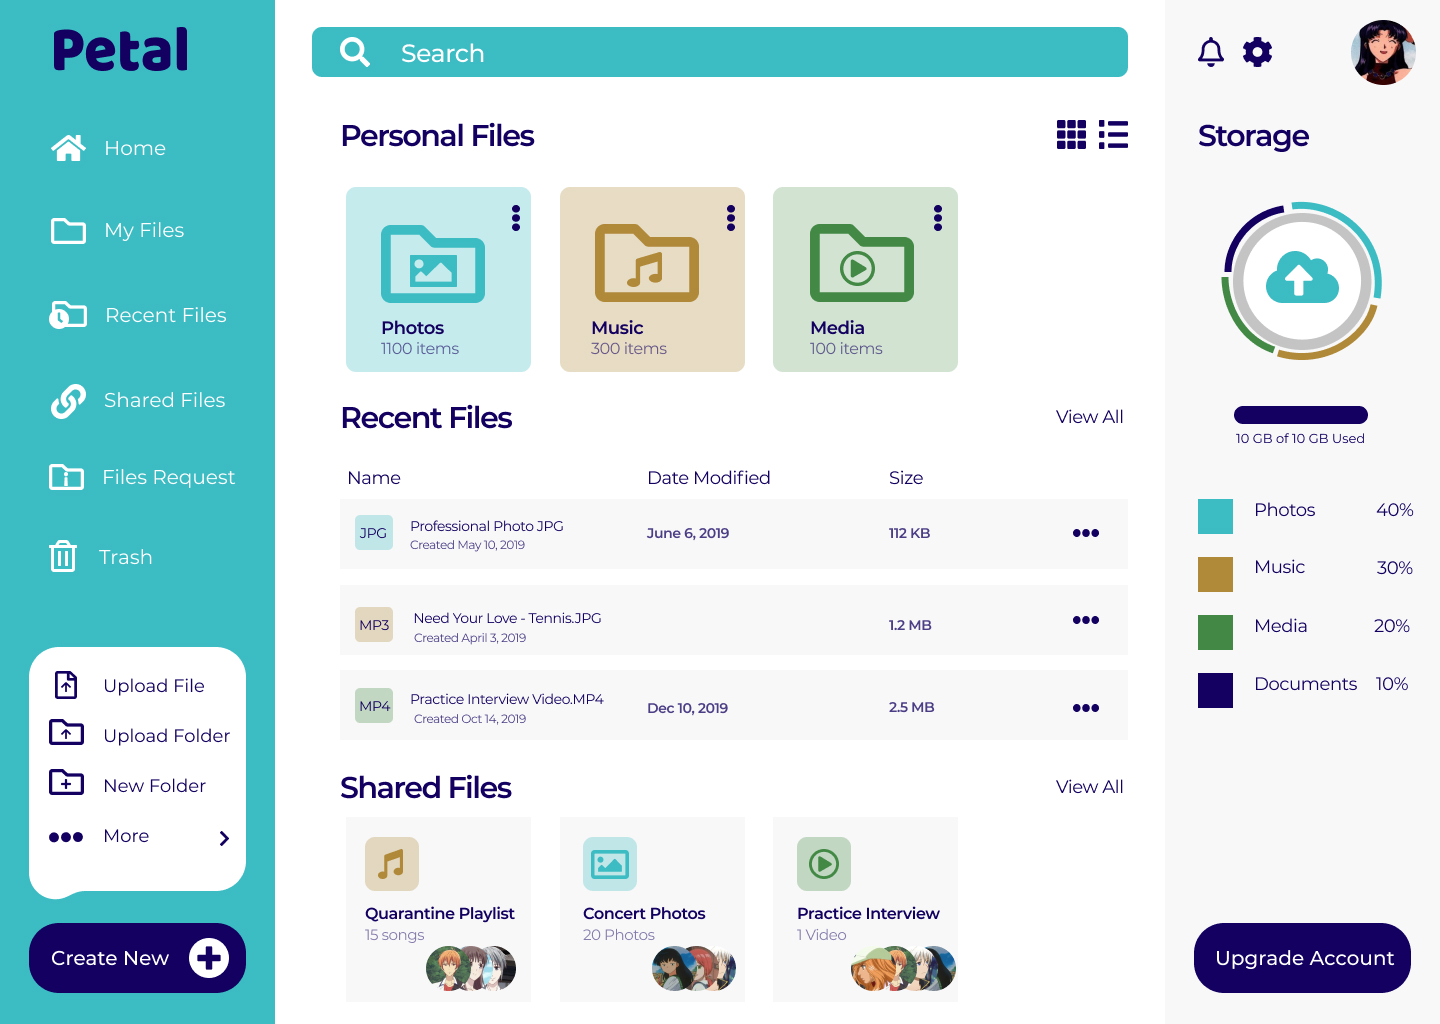 Petal
Home
My Files
Recent Files
Shared Files
Files Request
Trash
Upload File
Upload Folder
New Folder
More
Create New
Search
Personal Files
Photos
1100 items
Music
300 items
Media
100 items
Recent Files
View All
Name Date Modified Size
JPG
Professional Photo JPG
Created May 10, 2019
June 6, 2019
112 KB
MP3
Need Your Love - Tennis.JPG
Created April 3, 2019
1.2 MB
MP4
Practice Interview Video.MP4
Created Oct 14, 2019
Dec 10, 2019
2.5 MB
Shared Files
View All
Quarantine Playlist
15 songs
Concert Photos
20 Photos
Practice Interview
1 Video
Storage
10 GB of 10 GB Used
Photos 40%
Music 30%
Media 20%
Documents 10%
Upgrade Account